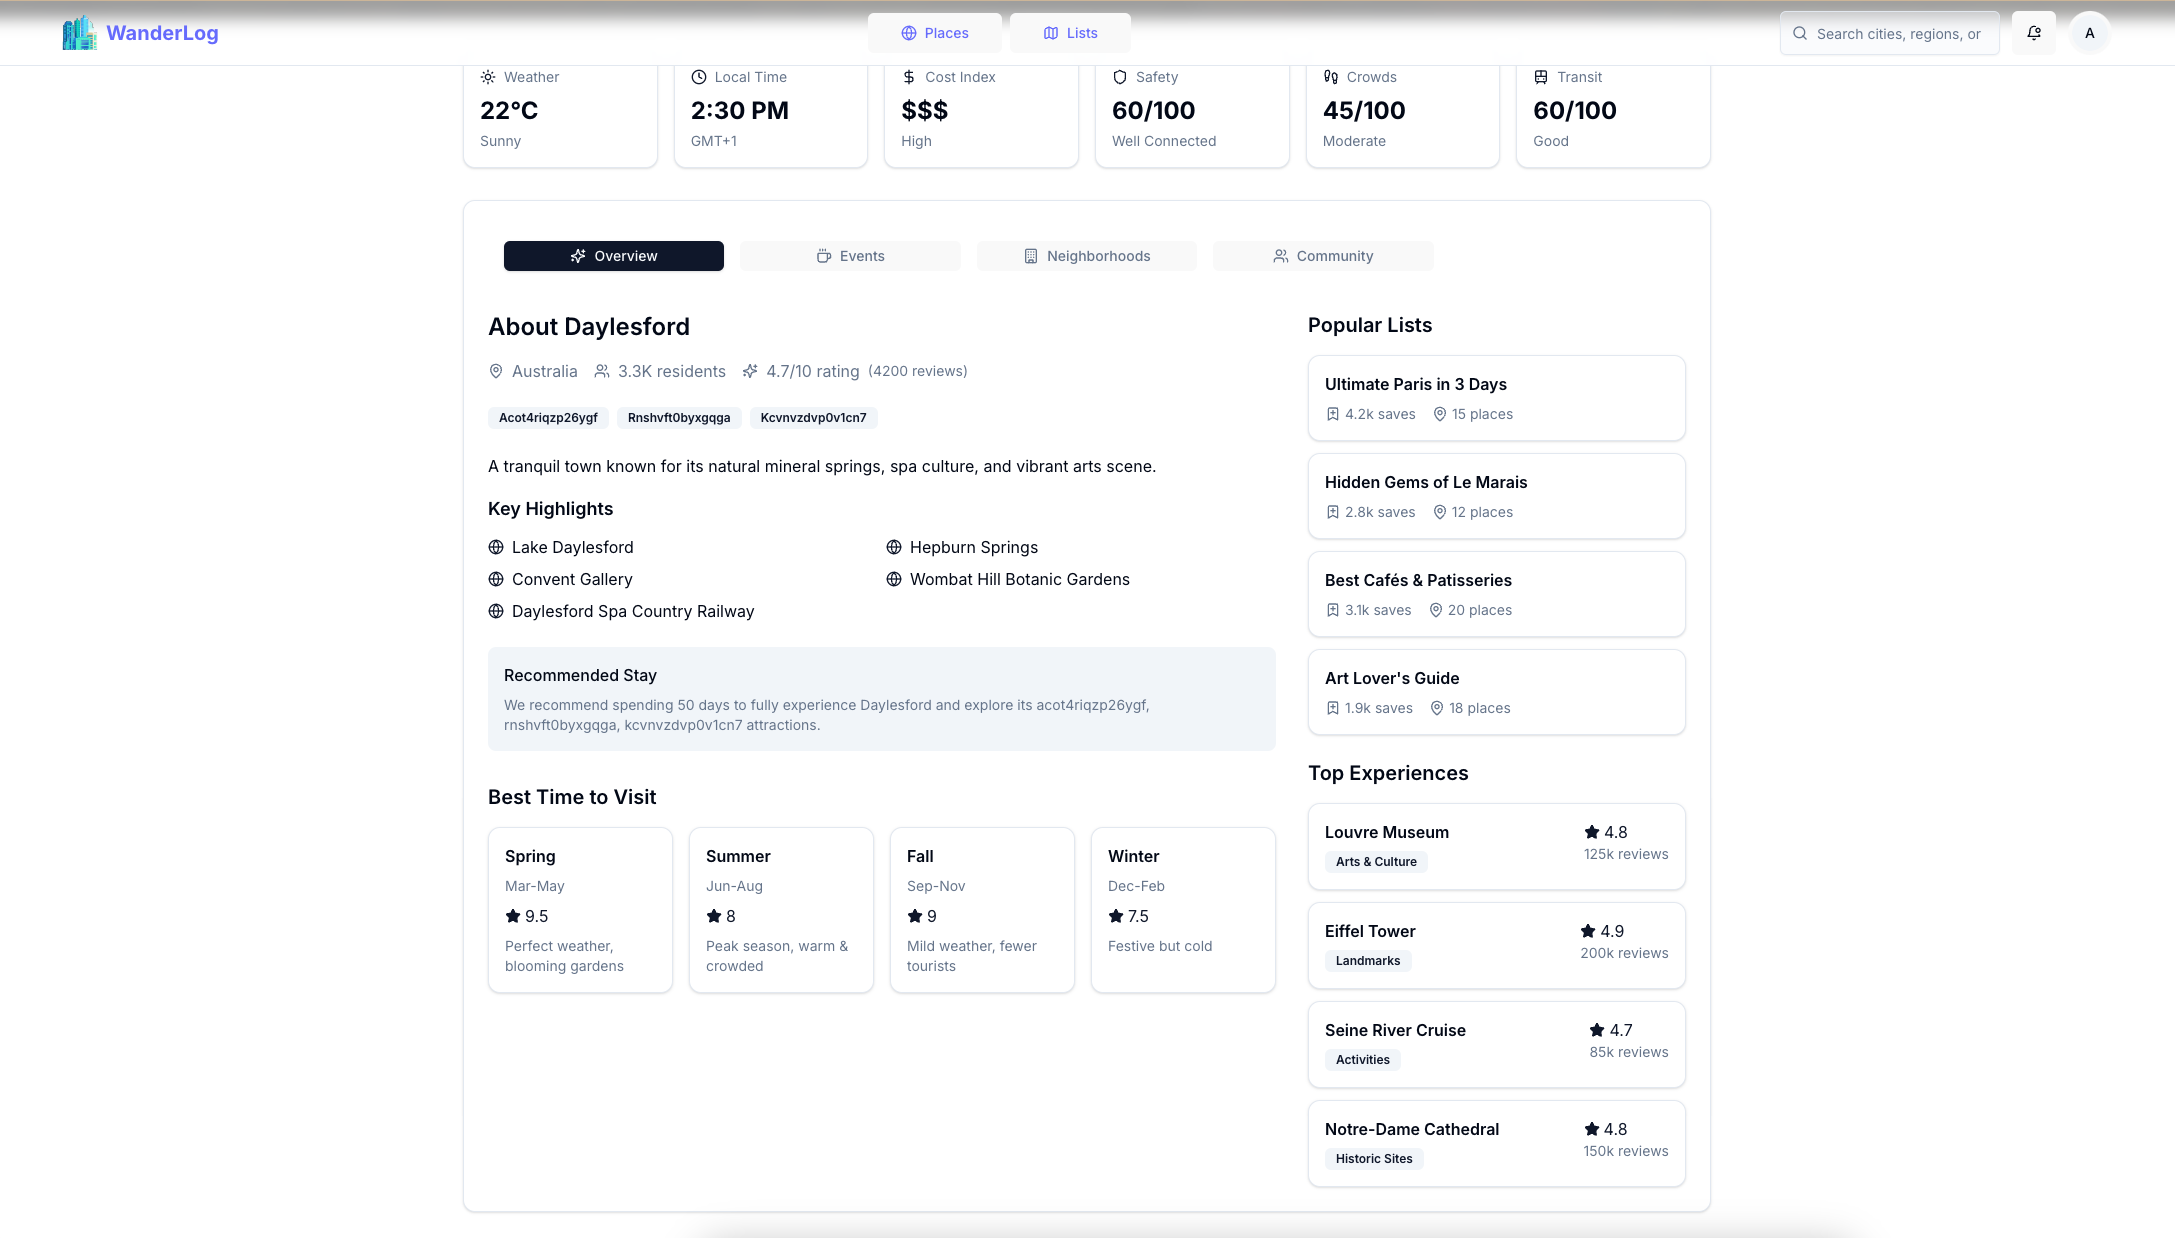 WanderLog
Places
Lists
Search cities, regions, or
A
Weather
22°C
Sunny
Local Time
2:30 PM
GMT+1
Cost Index
$$$
High
Safety
60/100
Well Connected
Crowds
45/100
Moderate
Transit
60/100
Good
Overview
Events
Neighborhoods
Community
About Daylesford
Australia 3.3K residents 4.7/10 rating (4200 reviews)
Acot4riqzp26ygf Rnshvft0byxgqga Kcvnvzdvp0v1cn7
A tranquil town known for its natural mineral springs, spa culture, and vibrant arts scene.
Key Highlights
Lake Daylesford
Hepburn Springs
Convent Gallery
Wombat Hill Botanic Gardens
Daylesford Spa Country Railway
Recommended Stay
We recommend spending 50 days to fully experience Daylesford and explore its acot4riqzp26ygf,
rnshvft0byxgqga, kcvnvzdvp0v1cn7 attractions.
Best Time to Visit
Spring
Mar-May
9.5
Perfect weather,
blooming gardens
Summer
Jun-Aug
8
Peak season, warm &
crowded
Fall
Sep-Nov
9
Mild weather, fewer
tourists
Winter
Dec-Feb
7.5
Festive but cold
Popular Lists
Ultimate Paris in 3 Days
4.2k saves 15 places
Hidden Gems of Le Marais
2.8k saves 12 places
Best Cafés & Patisseries
3.1k saves 20 places
Art Lover's Guide
1.9k saves 18 places
Top Experiences
Louvre Museum
4.8
Arts & Culture
125k reviews
Eiffel Tower
4.9
Landmarks
200k reviews
Seine River Cruise
4.7
Activities
85k reviews
Notre-Dame Cathedral
4.8
Historic Sites
150k reviews